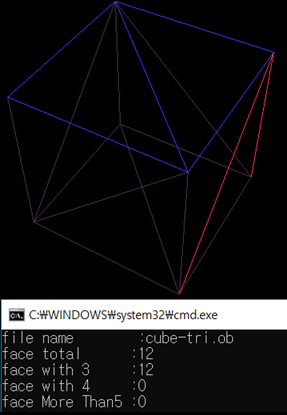 C:₩WINDOWS₩system32₩cmd.exe
file name :cube-tri.ob
face total :12
face with 3 :12
face with 4 :0
face More Than5 :0